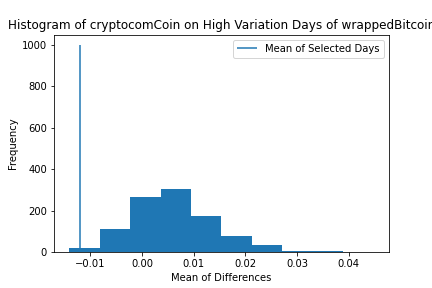 Histogram of cryptocomCoin on High Variation Days of wrappedBitcoin
Mean of Selected Days
Frequency
1000
800
600
400
200
0
−0.01 0.00 0.01 0.02 0.03 0.04
Mean of Differences